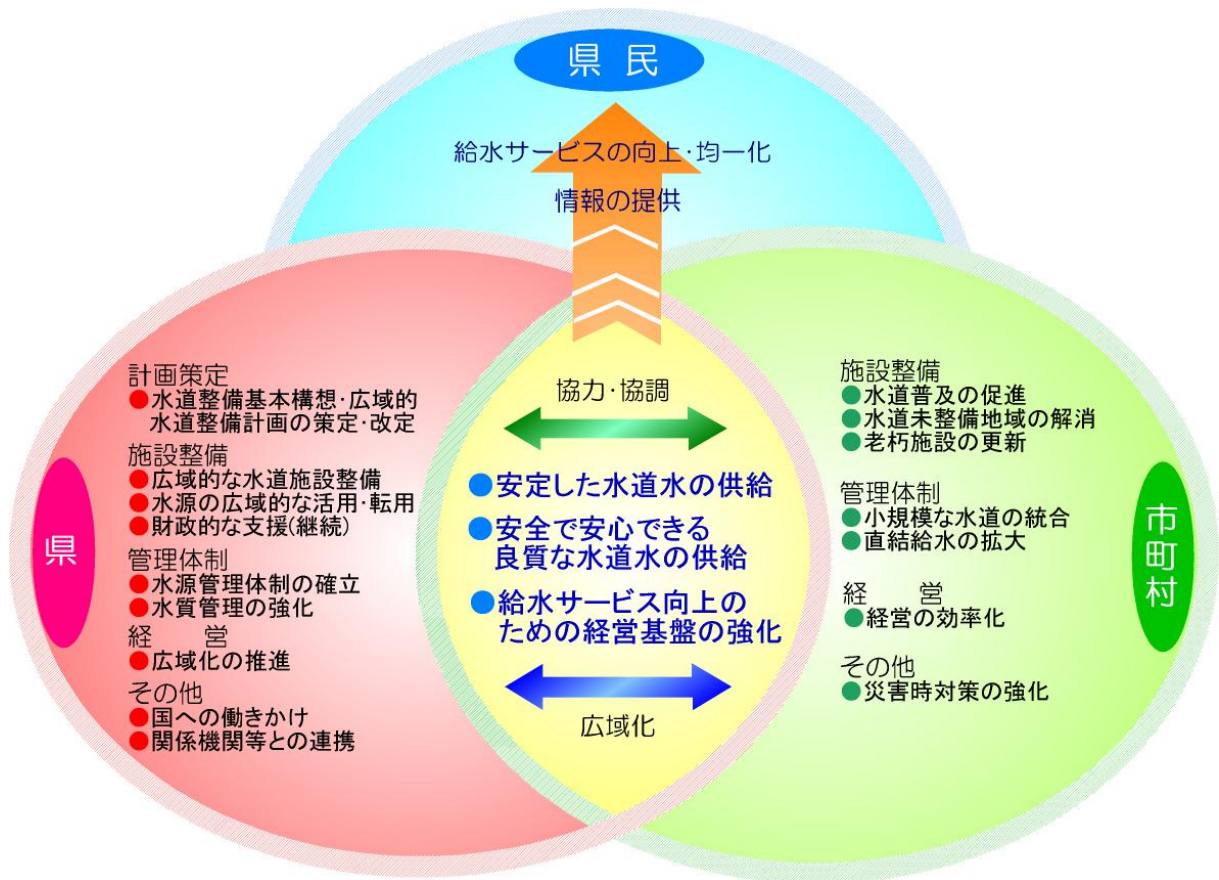 県 民
給水サービスの向上・均一化
情報の提供
県
計画策定
●水道整備基本構想・広域的
水道整備計画の策定・改定
施設整備
●広域的な水道施設整備
●水源の広域的な活用・転用
●財政的な支援(継続)
管理体制
●水源管理体制の確立
●水質管理の強化
経　　営
●広域化の推進
その他
●国への働きかけ
●関係機関等との連携
協力・協調
●安定した水道水の供給
●安全で安心できる
良質な水道水の供給
●給水サービス向上の
ための経営基盤の強化
広域化
施設整備
●水道普及の促進
●水道未整備地域の解消
●老朽施設の更新
管理体制
●小規模な水道の統合
●直結給水の拡大
経　　営
●経営の効率化
その他
●災害時対策の強化
市町村